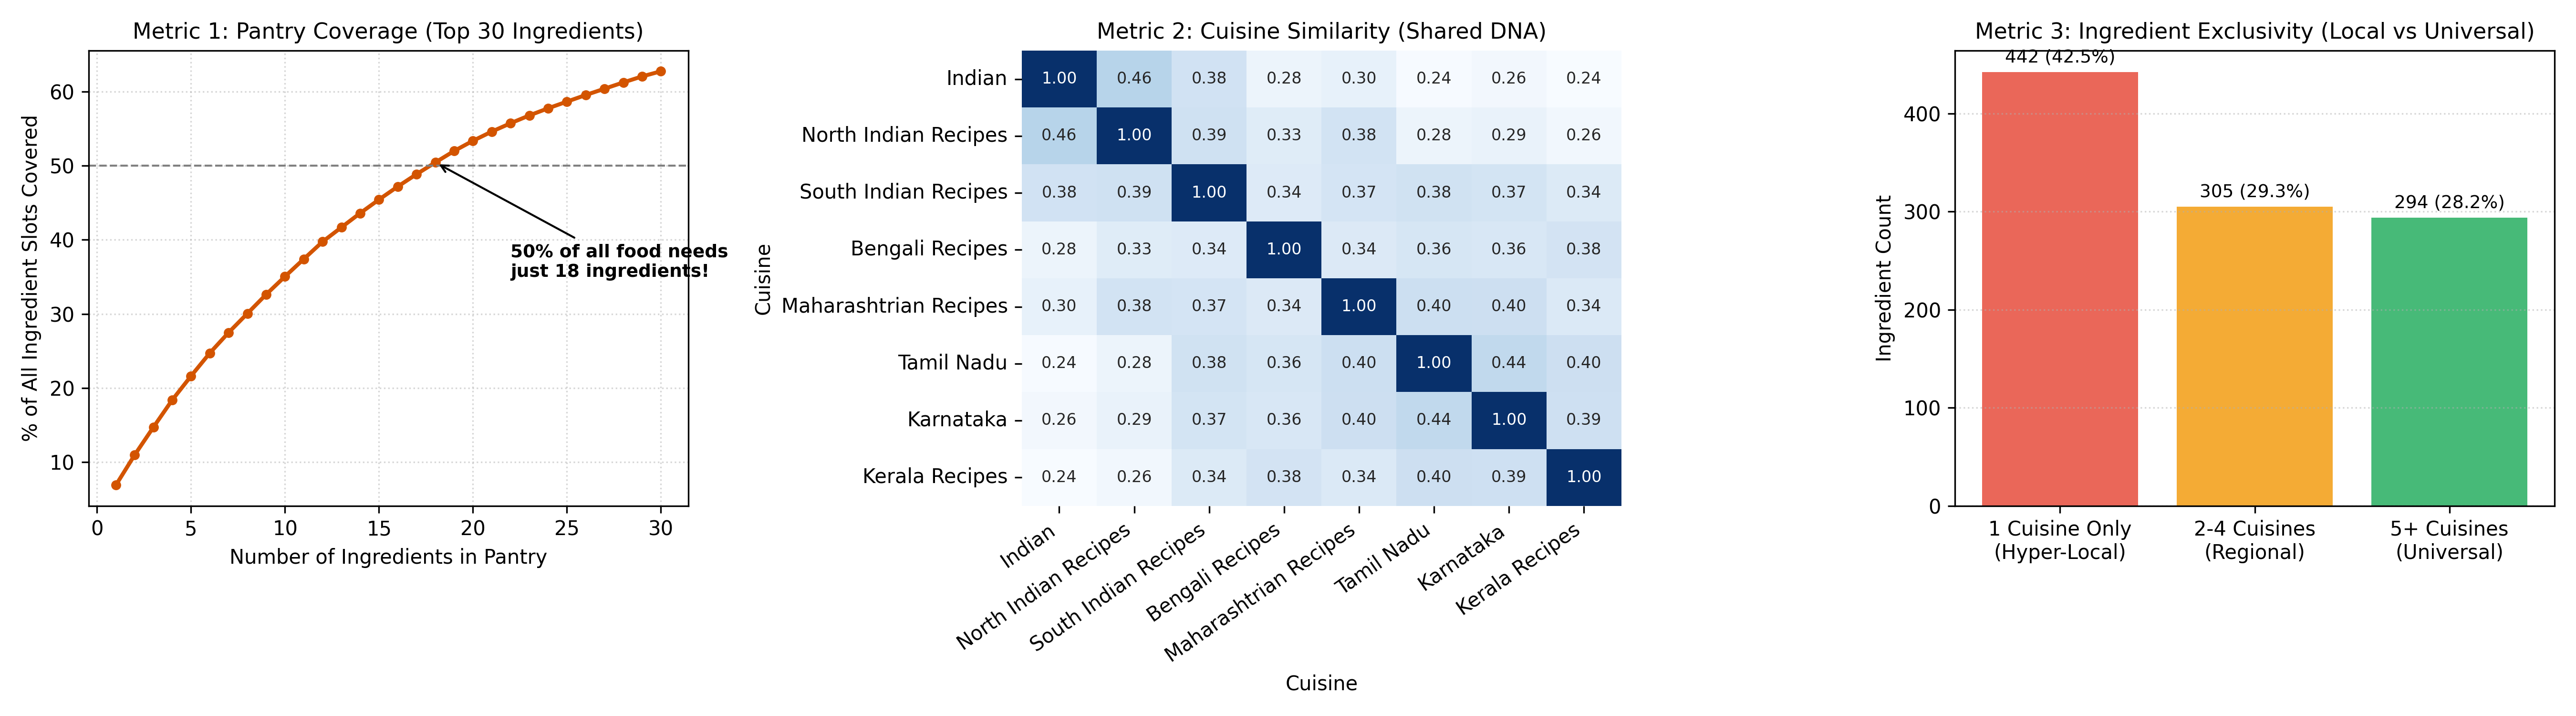 Metric 1: Pantry Coverage (Top 30 Ingredients)
% of All Ingredient Slots Covered
60
50
40
30
20
10
50% of all food needs
just 18 ingredients!
0 5 10 15 20 25 30
Number of Ingredients in Pantry
Metric 2: Cuisine Similarity (Shared DNA)
Cuisine
Indian 1.00 0.46 0.38 0.28 0.30 0.24 0.26 0.24
North Indian Recipes 0.46 1.00 0.39 0.33 0.38 0.28 0.29 0.26
South Indian Recipes 0.38 0.39 1.00 0.34 0.37 0.38 0.37 0.34
Bengali Recipes 0.28 0.33 0.34 1.00 0.34 0.36 0.36 0.38
Maharashtrian Recipes 0.30 0.38 0.37 0.34 1.00 0.40 0.40 0.34
Tamil Nadu 0.24 0.28 0.38 0.36 0.40 1.00 0.44 0.40
Karnataka 0.26 0.29 0.37 0.36 0.40 0.44 1.00 0.39
Kerala Recipes 0.24 0.26 0.34 0.38 0.34 0.40 0.39 1.00
Indian
North Indian Recipes
South Indian Recipes
Bengali Recipes
Maharashtrian Recipes
Tamil Nadu
Karnataka
Kerala Recipes
Cuisine
Metric 3: Ingredient Exclusivity (Local vs Universal)
Ingredient Count
400
300
200
100
0
442 (42.5%)
305 (29.3%)
294 (28.2%)
1 Cuisine Only
(Hyper-Local)
2-4 Cuisines
(Regional)
5+ Cuisines
(Universal)